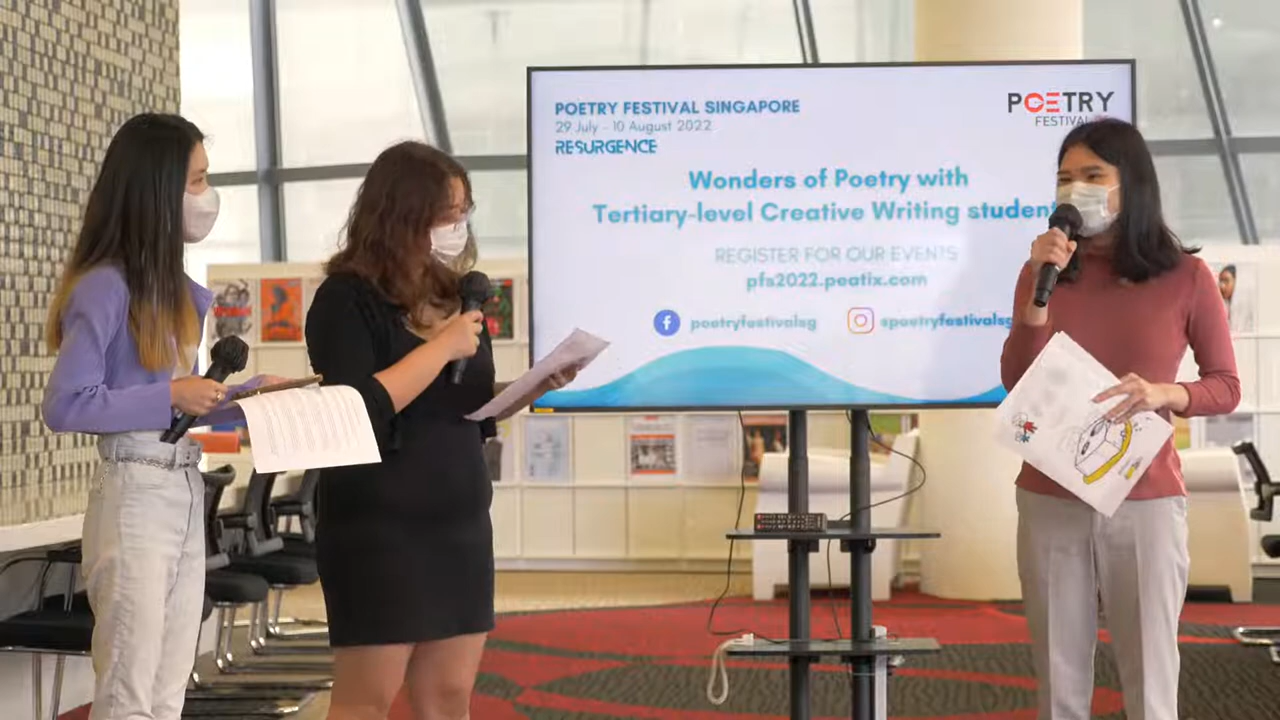 POETRY FESTIVAL SINGAPORE
29 July - 10 August 2022
RESURGENCE
POETRY
FESTIVAL
Wonders of Poetry with
Tertiary-level Creative Writing student
REGISTER FOR OUR EVENTS
pfs2022.peatix.com
poetryfestivalsg
spoetryfestivalsg